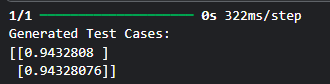 1/1 ━━━━━━━━━━━━━━━━━━━━ 0s 322ms/step
Generated Test Cases:
[[0.9432808 ]
 [0.94328076]]